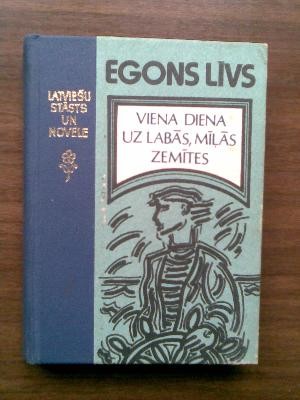 LATVIEŠU
STĀSTS
UN
NOVELE
EGONS LĪVS
VIENA DIENA
UZ LABĀS, MĪĻĀS
ZEMĪTES